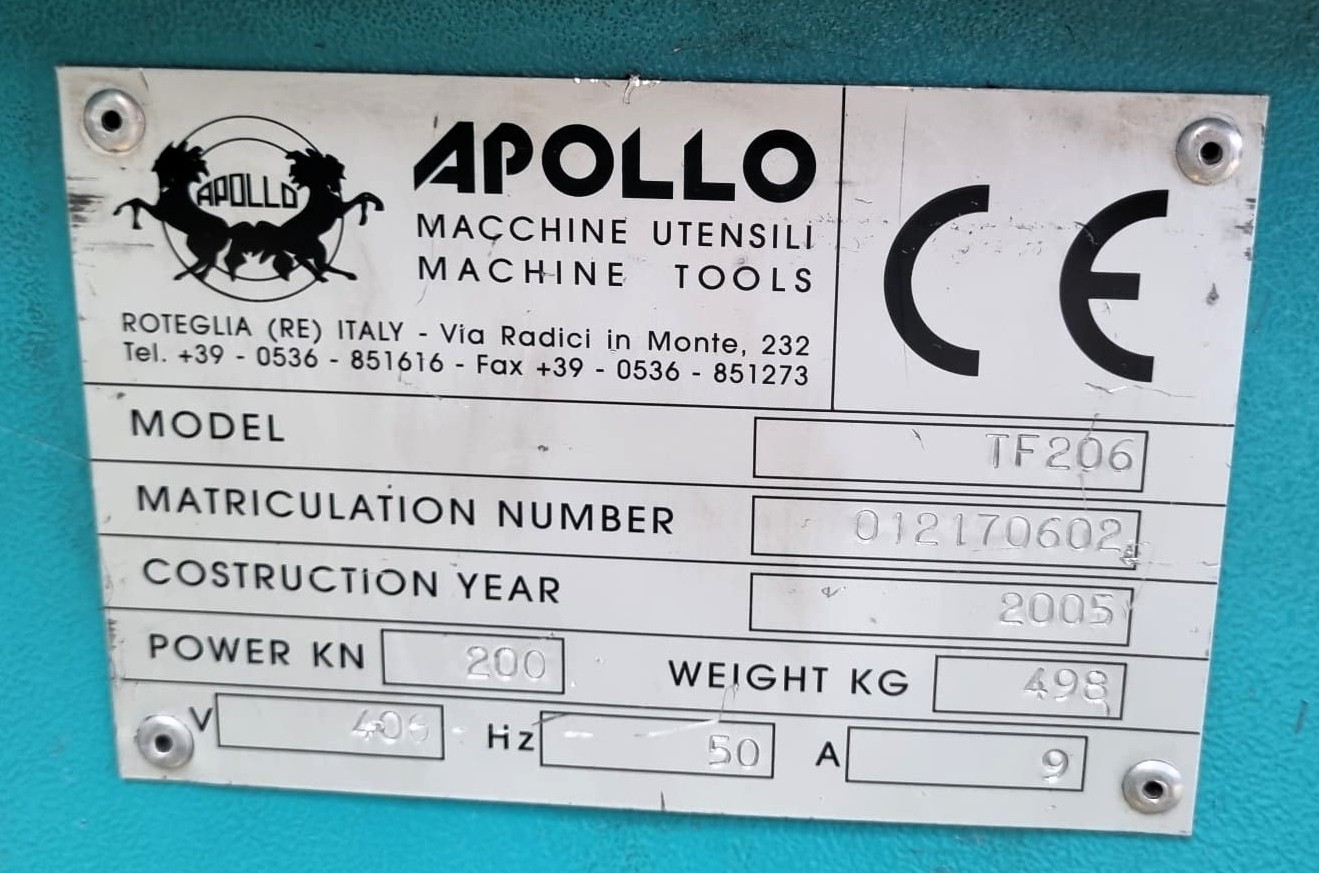 APOLLO
APOLLO
MACCHINE UTENSILI
MACHINE TOOLS
ROTEGLIA (RE) ITALY - Via Radici in Monte, 232
Tel. +39 - 0536 - 851616 - Fax +39 - 0536 - 851273
CE
MODEL TF206
MATRICULATION NUMBER 012170602
COSTRUCTION YEAR 2005
POWER KN 200 WEIGHT KG 498
V Hz 50 A 9